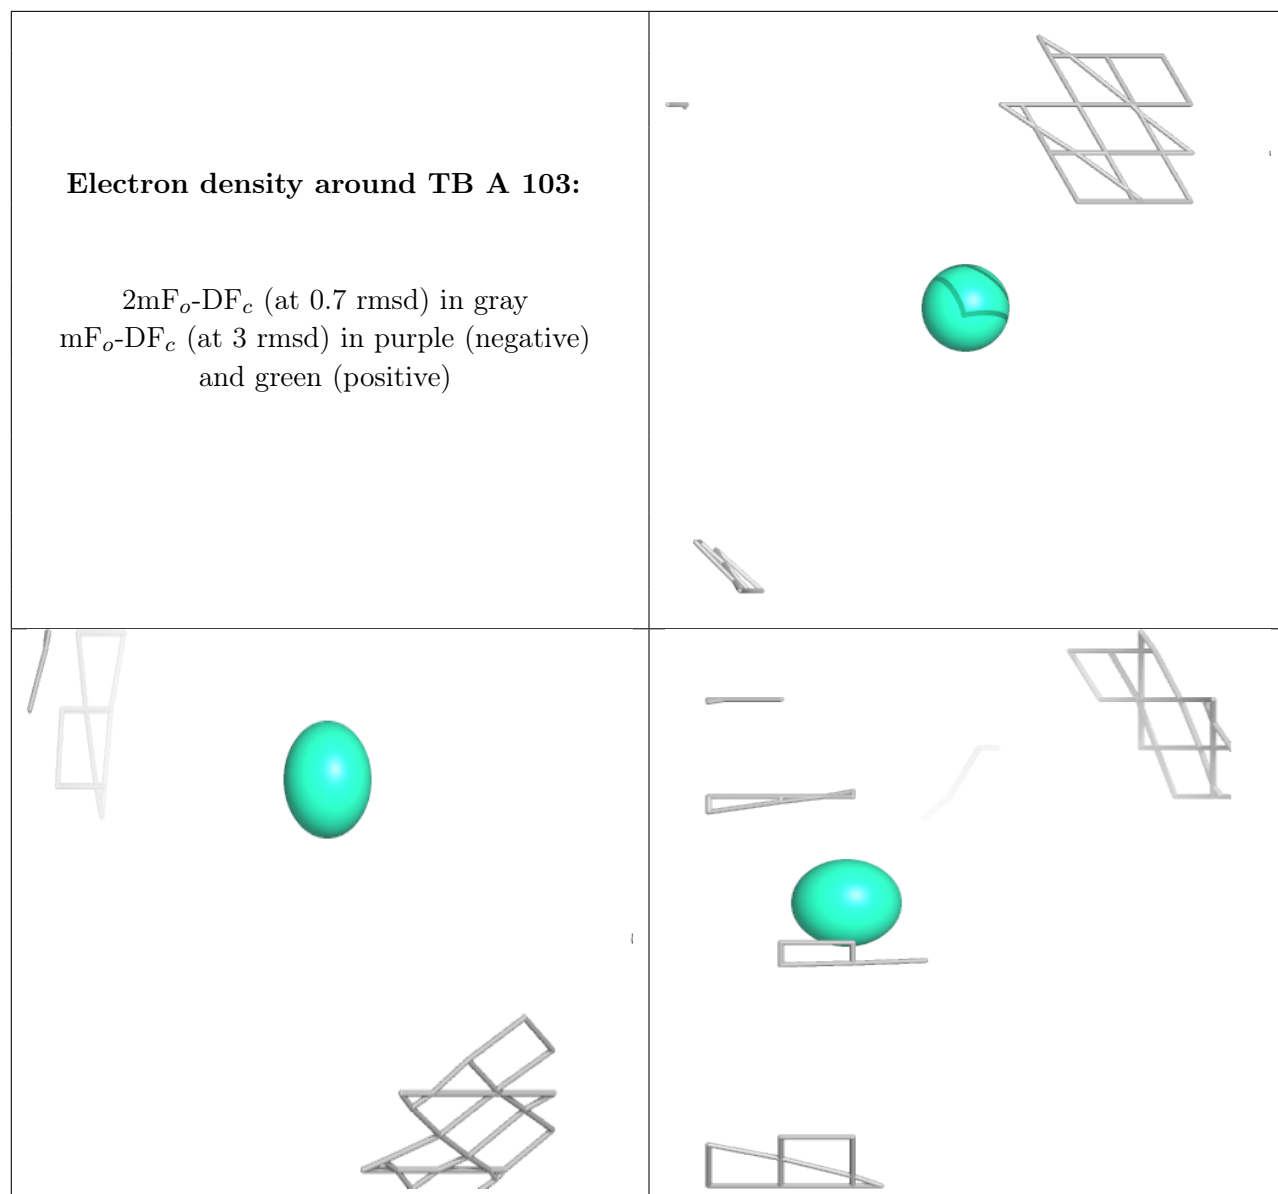 Electron density around TB A 103:
2mFo-DFc (at 0.7 rmsd) in gray
mFo-DFc (at 3 rmsd) in purple (negative)
and green (positive)